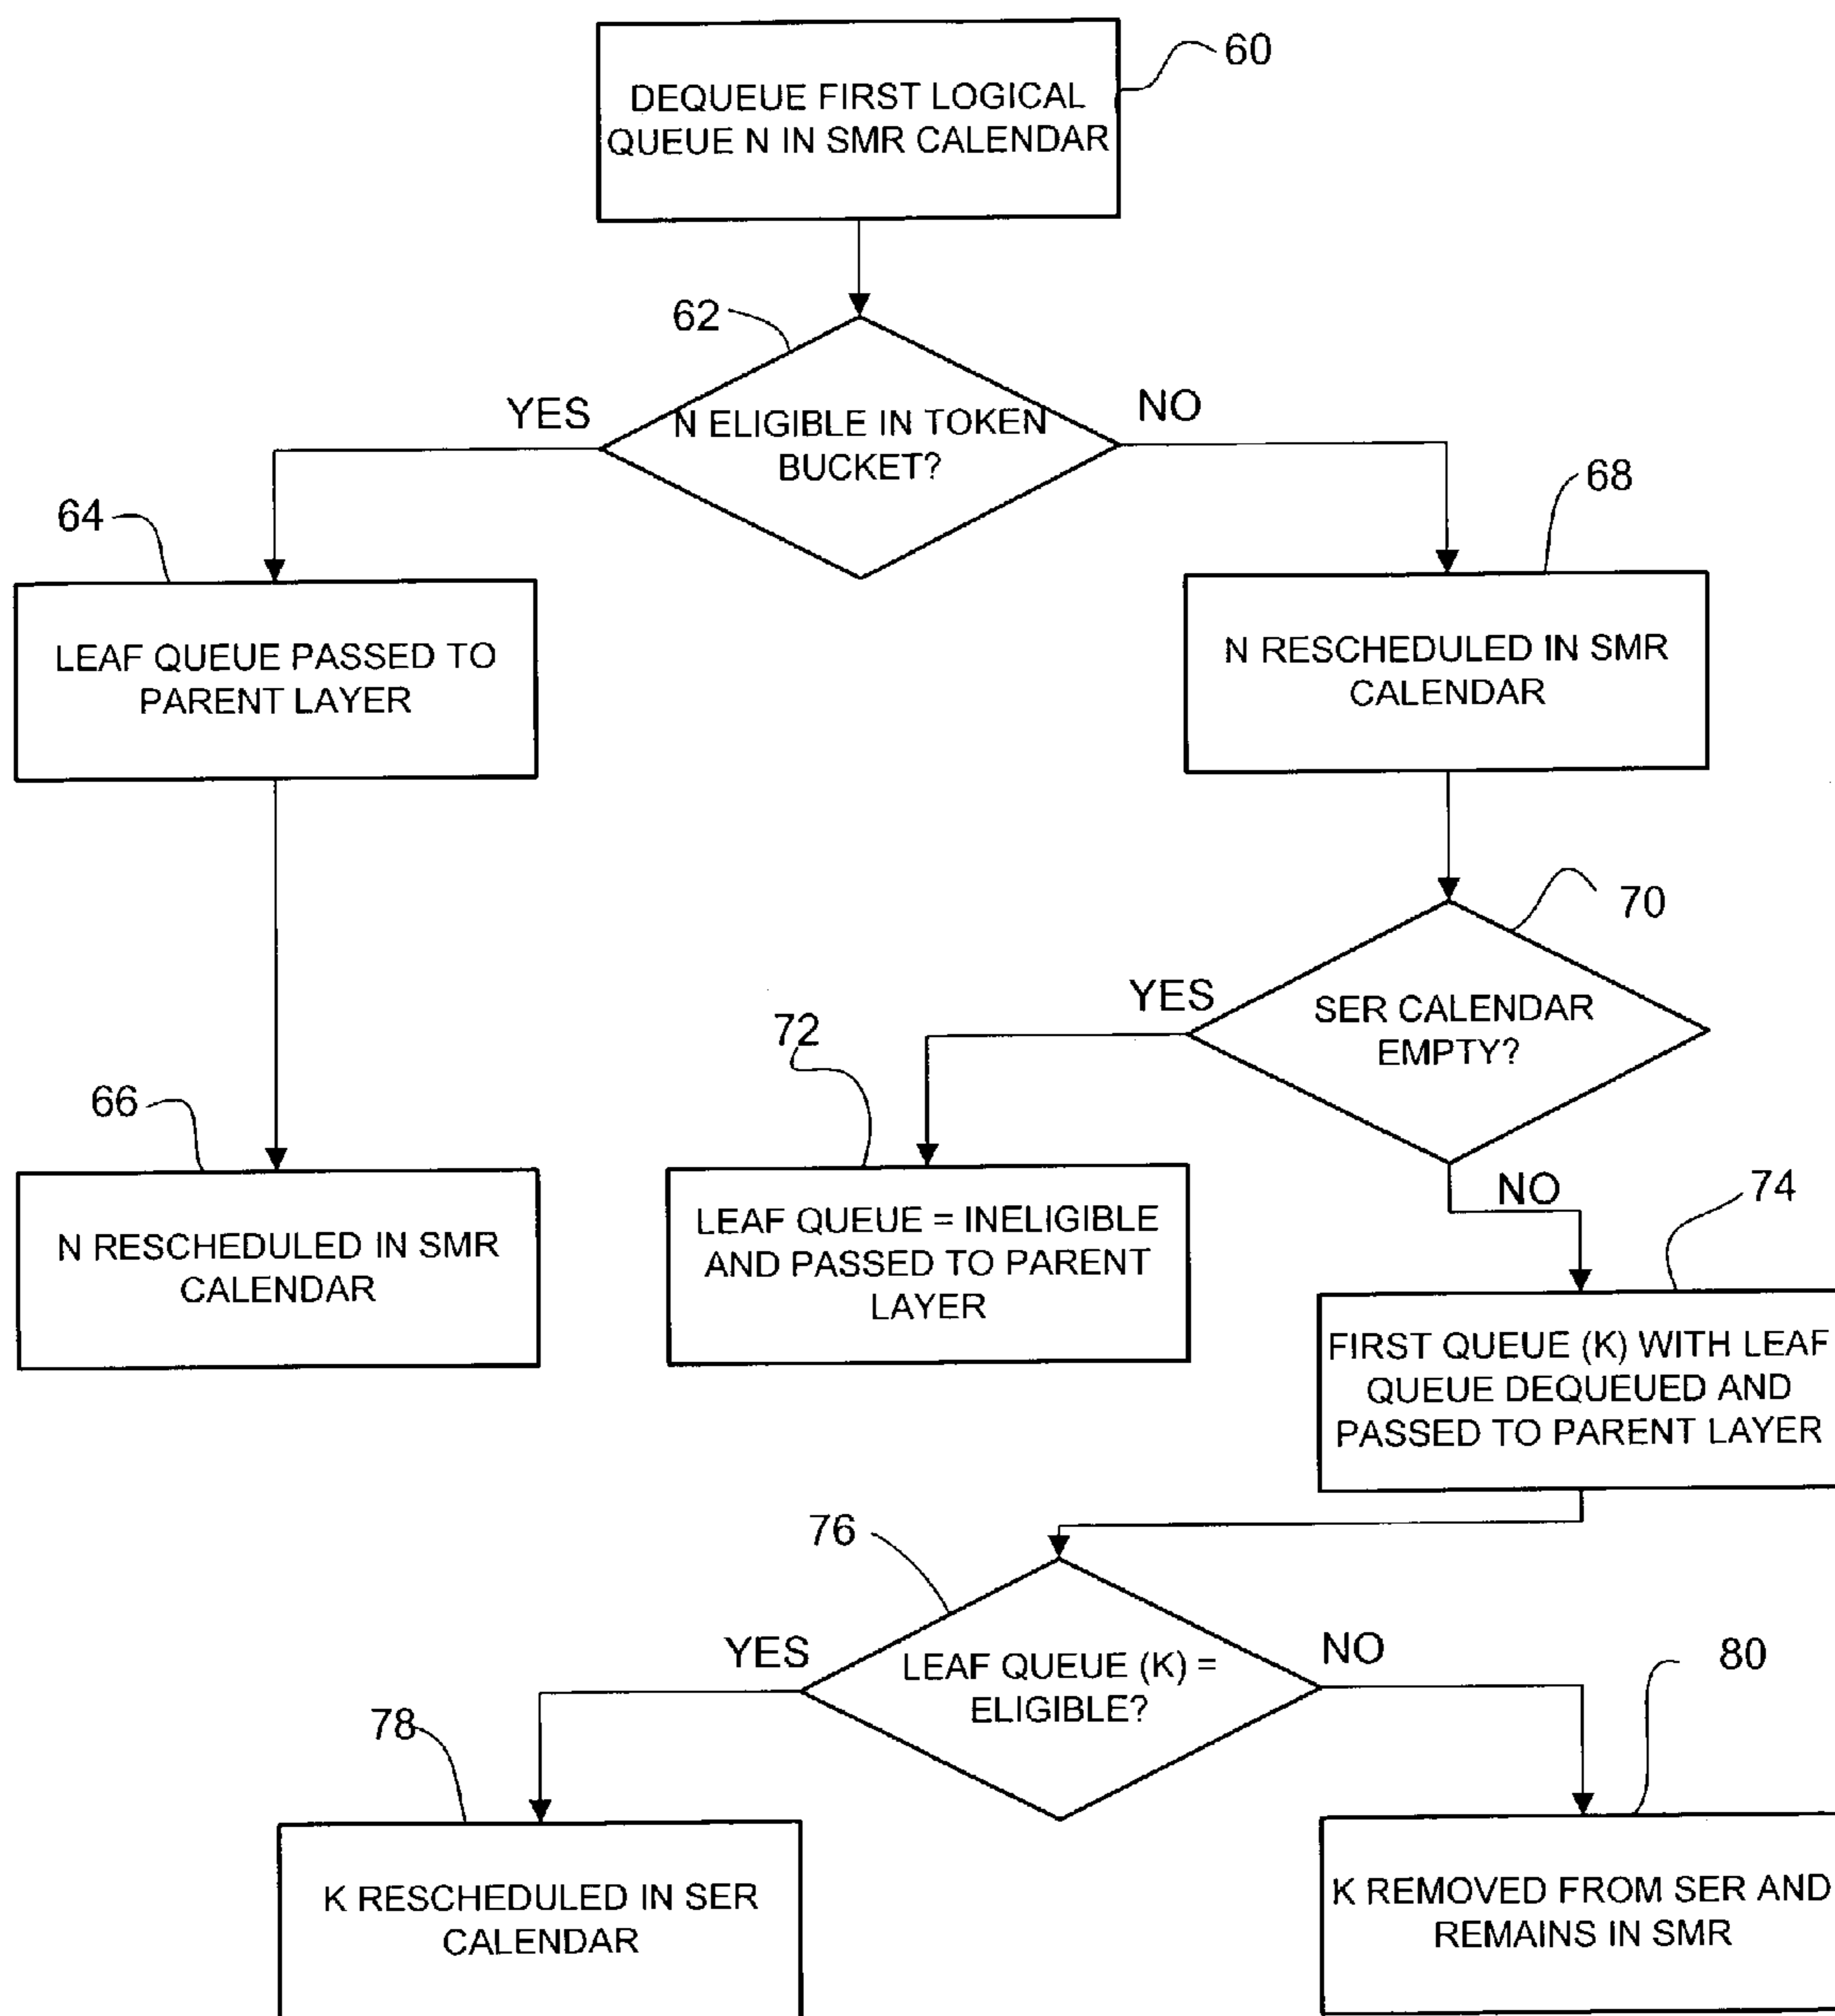 60
DEQUEUE FIRST LOGICAL
QUEUE N IN SMR CALENDAR
62
YES
NO
N ELIGIBLE IN TOKEN
BUCKET?
64
68
LEAF QUEUE PASSED TO
PARENT LAYER
N RESCHEDULED IN SMR
CALENDAR
70
YES
SER CALENDAR
EMPTY?
72
66
NO
74
N RESCHEDULED IN SMR
CALENDAR
LEAF QUEUE = INELIGIBLE
AND PASSED TO PARENT
LAYER
FIRST QUEUE (K) WITH LEAF
QUEUE DEQUEUED AND
PASSED TO PARENT LAYER
76
YES
NO
LEAF QUEUE (K) =
ELIGIBLE?
80
78
K RESCHEDULED IN SER
CALENDAR
K REMOVED FROM SER AND
REMAINS IN SMR